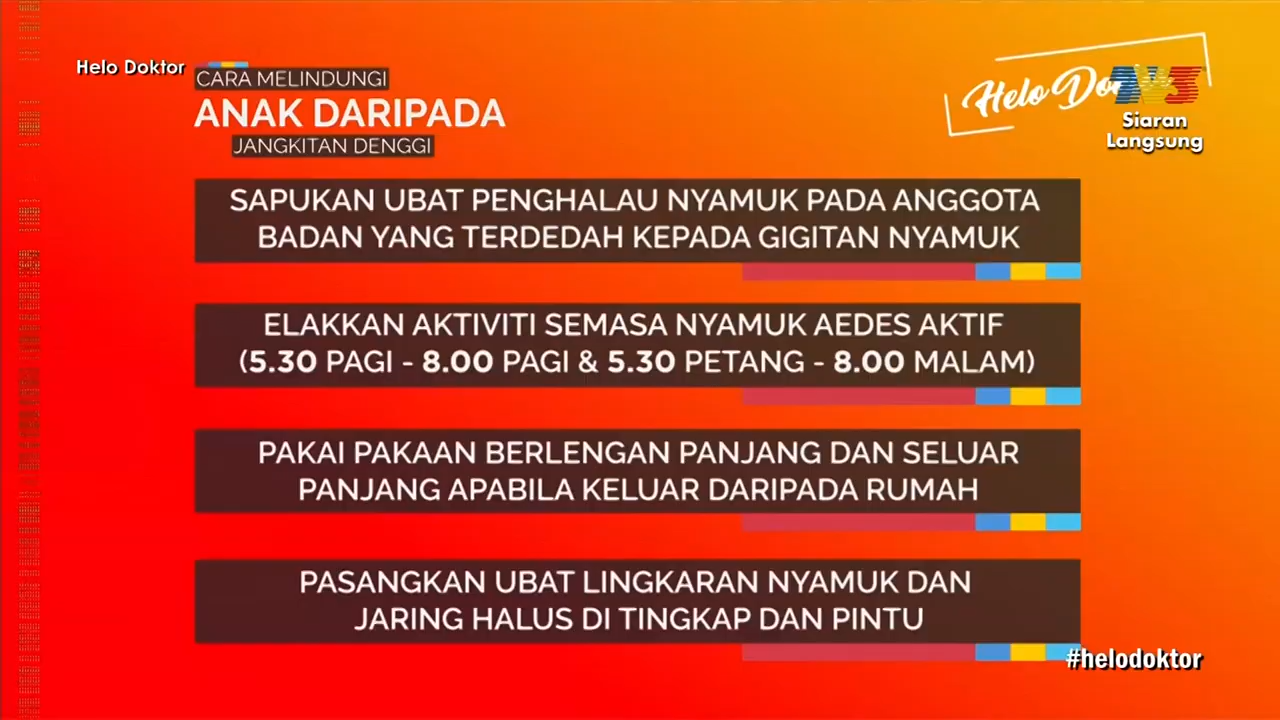 Helo Doktor
CARA MELINDUNGI
ANAK DARIPADA
JANGKITAN DENGGI
Helo
Siaran
Langsung
SAPUKAN UBAT PENGHALAU NYAMUK PADA ANGGOTA
BADAN YANG TERDEDAH KEPADA GIGITAN NYAMUK
ELAKKAN AKTIVITI SEMASA NYAMUK AEDES AKTIF
(5.30 PAGI - 8.00 PAGI & 5.30 PETANG - 8.00 MALAM)
PAKAI PAKAAN BERLENGAN PANJANG DAN SELUAR
PANJANG APABILA KELUAR DARIPADA RUMAH
PASANGKAN UBAT LINGKARAN NYAMUK DAN
JARING HALUS DI TINGKAP DAN PINTU
#helodoktor